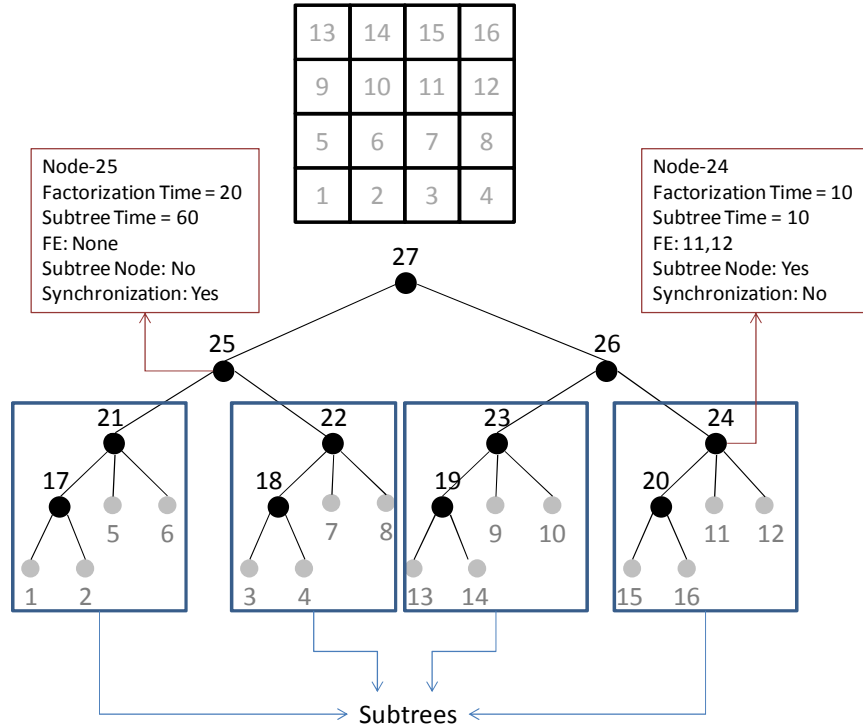 13 14 15 16
9 10 11 12
5 6 7 8
1 2 3 4
Node-25
Factorization Time = 20
Subtree Time = 60
FE: None
Subtree Node: No
Synchronization: Yes
Node-24
Factorization Time = 10
Subtree Time = 10
FE: 11,12
Subtree Node: Yes
Synchronization: No
27
25 26
21 22 23 24
17 18 19 20
5 6 7 8 9 10 11 12
1 2 3 4 13 14 15 16
Subtrees